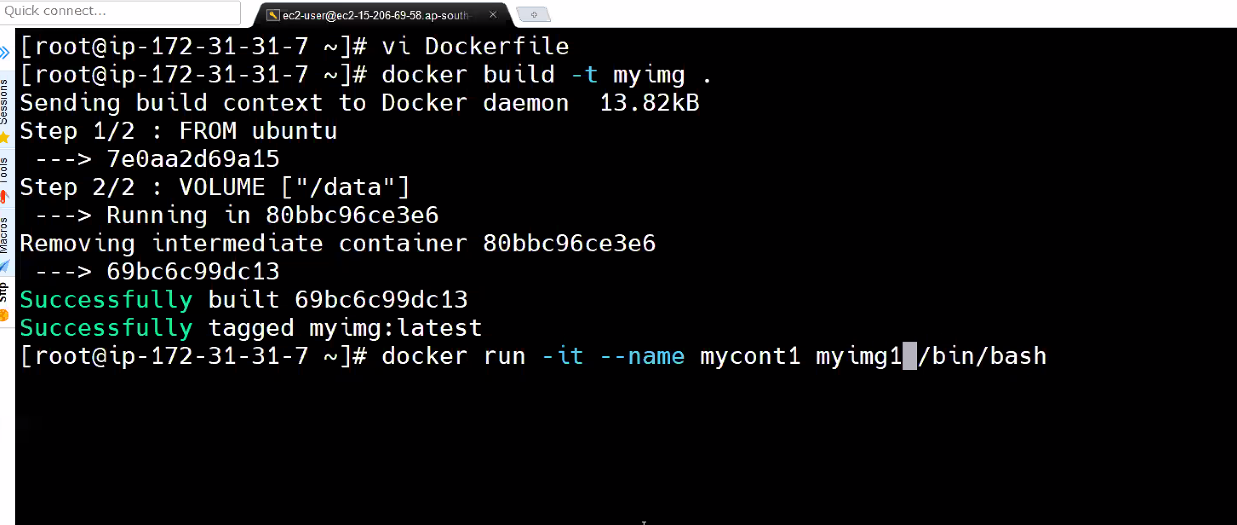 Quick connect...
ec2-user@ec2-15-206-69-58.ap-south-
[root@ip-172-31-31-7 ~]# vi Dockerfile
[root@ip-172-31-31-7 ~]# docker build -t myimg .
Sending build context to Docker daemon  13.82kB
Step 1/2 : FROM ubuntu
 ---> 7e0aa2d69a15
Step 2/2 : VOLUME ["/data"]
 ---> Running in 80bbc96ce3e6
Removing intermediate container 80bbc96ce3e6
 ---> 69bc6c99dc13
Successfully built 69bc6c99dc13
Successfully tagged myimg:latest
[root@ip-172-31-31-7 ~]# docker run -it --name mycont1 myimg1 /bin/bash
Sessions
Tools
Macros
Sftp